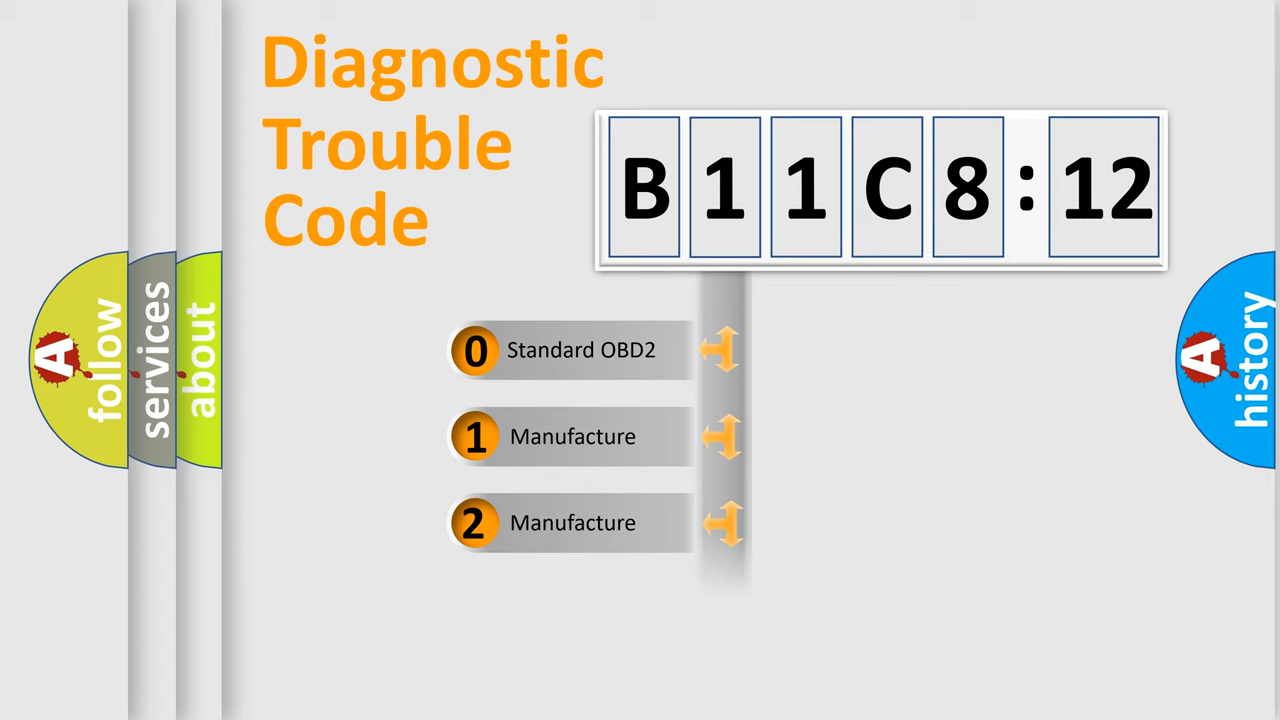 Diagnostic
Trouble
Code
B 1 1 C 8 : 12
0 Standard OBD2
1 Manufacture
2 Manufacture
A follow
services
about
A history